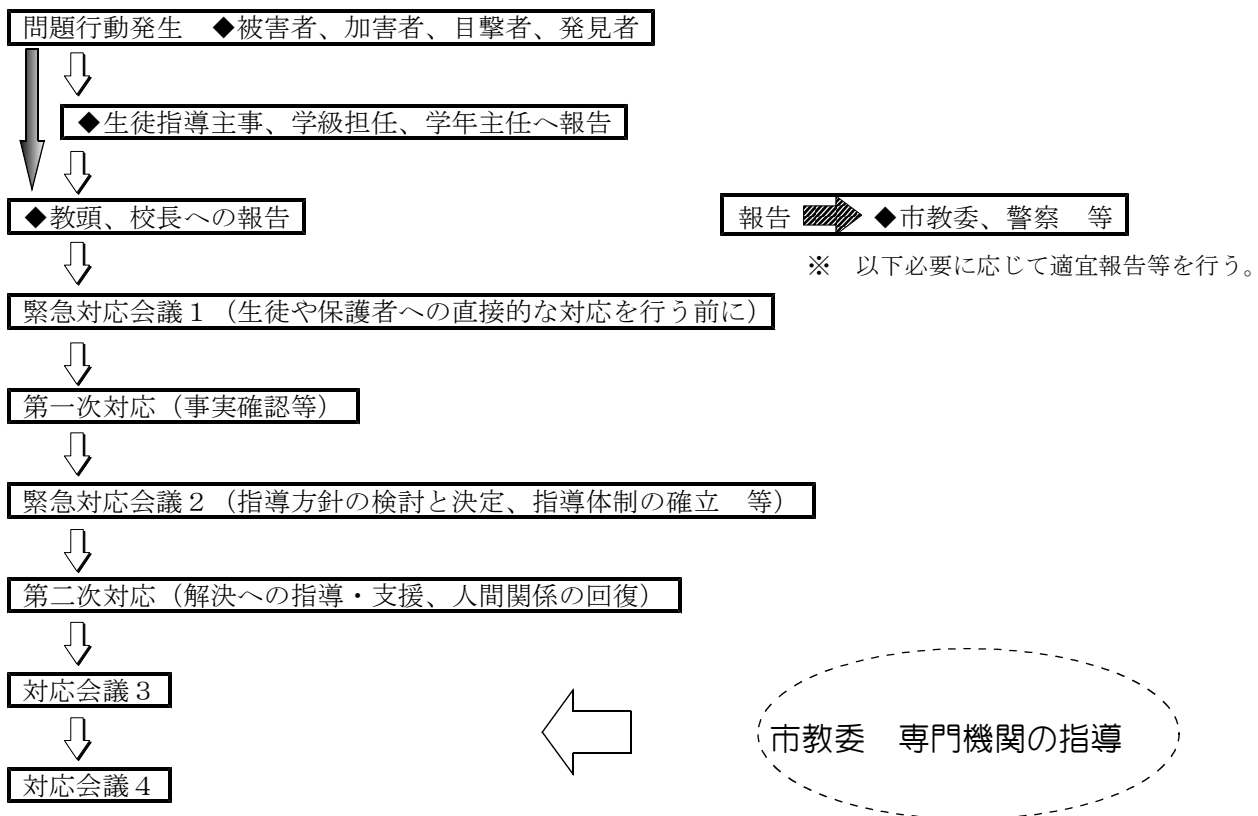 問題行動発生　◆被害者、加害者、目撃者、発見者
◆生徒指導主事、学級担任、学年主任へ報告
◆教頭、校長への報告
報告　◆市教委、警察　等
※　以下必要に応じて適宜報告等を行う。
緊急対応会議１（生徒や保護者への直接的な対応を行う前に）
第一次対応（事実確認等）
緊急対応会議２（指導方針の検討と決定、指導体制の確立　等）
第二次対応（解決への指導・支援、人間関係の回復）
対応会議３
市教委　専門機関の指導
対応会議４